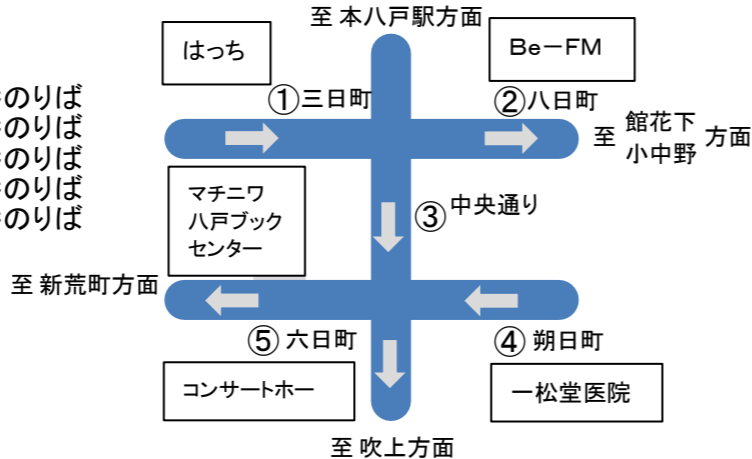 至 本八戸駅方面
はっち
Be－FM
のりば
のりば
のりば
のりば
のりば
①三日町
②八日町
至 館花下 方面
小中野
マチニワ
八戸ブック
センター
③中央通り
至 新荒町方面
⑤六日町
④朔日町
コンサートホー
一松堂医院
至 吹上方面